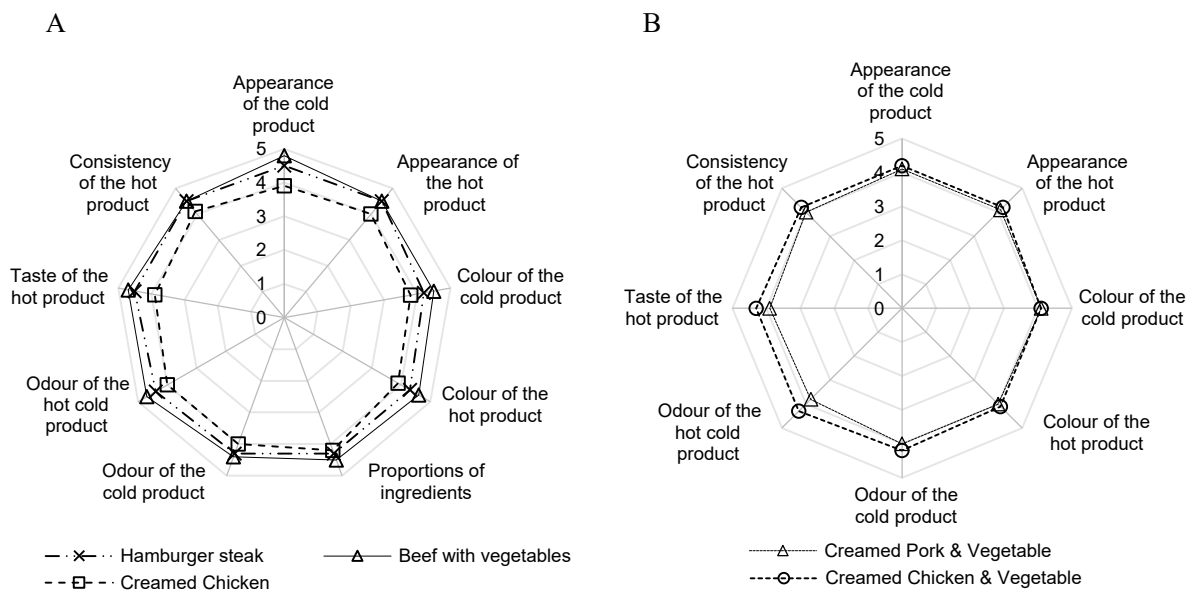 A
Appearance
of the cold
product
Appearance of
the hot
product
Colour of the
cold product
Colour of the
hot product
Proportions of
ingredients
Odour of the
cold product
Odour of the
hot cold
product
Taste of the
hot product
Consistency
of the hot
product
5
4
3
2
1
0
Hamburger steak
Beef with vegetables
Creamed Chicken
B
Appearance
of the cold
product
Appearance
of the hot
product
Colour of the
cold product
Colour of the
hot product
Odour of the
cold product
Odour of the
hot cold
product
Taste of the
hot product
Consistency
of the hot
product
5
4
3
2
1
0
Creamed Pork & Vegetable
Creamed Chicken & Vegetable